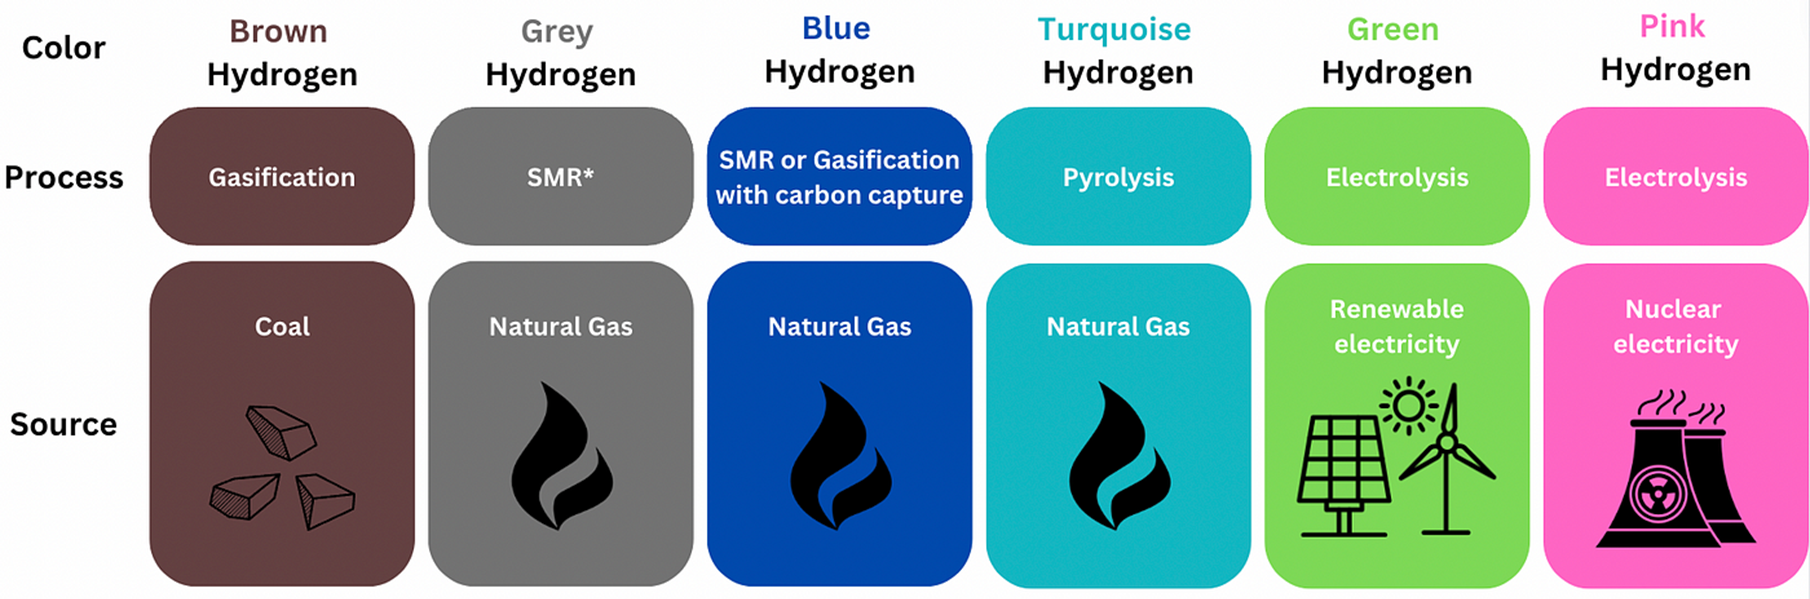 Color
Brown
Hydrogen
Grey
Hydrogen
Blue
Hydrogen
Turquoise
Hydrogen
Green
Hydrogen
Pink
Hydrogen
Process
Gasification
SMR*
SMR or Gasification
with carbon capture
Pyrolysis
Electrolysis
Electrolysis
Source
Coal
Natural Gas
Natural Gas
Natural Gas
Renewable
electricity
Nuclear
electricity